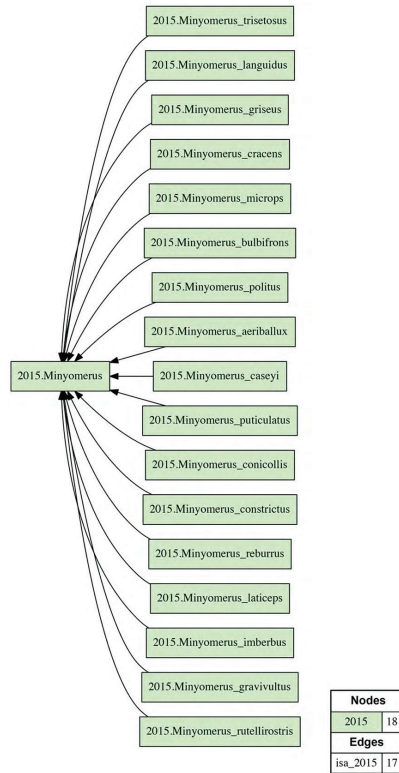 2015.Minyomerus_trisetosus
2015.Minyomerus_languidus
2015.Minyomerus_griseus
2015.Minyomerus_cracens
2015.Minyomerus_microps
2015.Minyomerus_bulbifrons
2015.Minyomerus_politus
2015.Minyomerus_aeriballux
2015.Minyomerus
2015.Minyomerus_caseyi
2015.Minyomerus_puticulatus
2015.Minyomerus_conicollis
2015.Minyomerus_constrictus
2015.Minyomerus_reburrus
2015.Minyomerus_laticeps
2015.Minyomerus_imberbus
2015.Minyomerus_gravivultus
2015.Minyomerus_rutellirostris
Nodes
2015 18
Edges
isa_2015 17